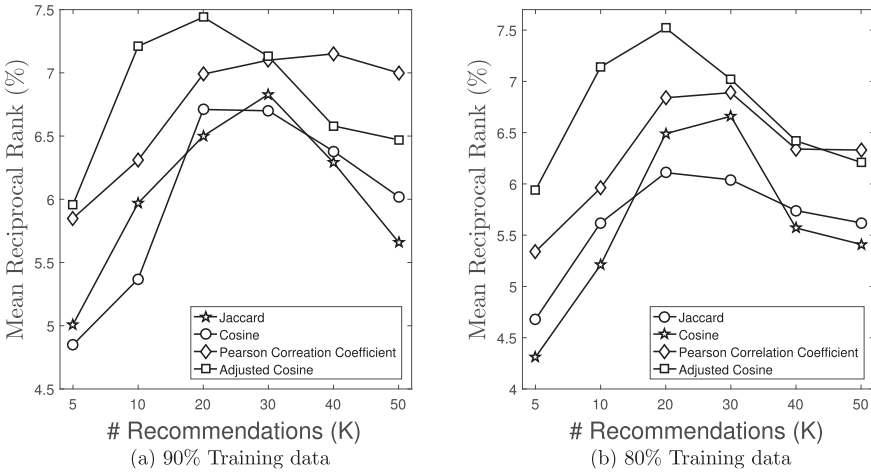 Mean Reciprocal Rank (%)
7.5
7
6.5
6
5.5
5
4.5
Jaccard
Cosine
Pearson Correation Coefficient
Adjusted Cosine
5 10 20 30 40 50
# Recommendations (K)
(a) 90% Training data
Mean Reciprocal Rank (%)
7.5
7
6.5
6
5.5
5
4.5
4
Jaccard
Cosine
Pearson Correlation Coefficient
Adjusted Cosine
5 10 20 30 40 50
# Recommendations (K)
(b) 80% Training data